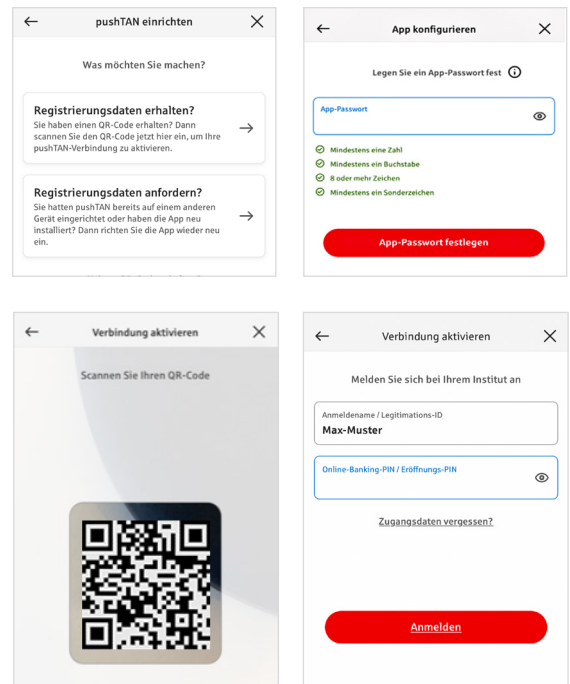 pushTAN einrichten
Was möchten Sie machen?
Registrierungsdaten erhalten?
Sie haben einen QR-Code erhalten? Dann
scannen Sie den QR-Code jetzt hier ein, um Ihre
pushTAN-Verbindung zu aktivieren.
Registrierungsdaten anfordern?
Sie hatten pushTAN bereits auf einem anderen
Gerät eingerichtet oder haben die App neu
installiert? Dann richten Sie die App wieder neu
ein.
App konfigurieren
Legen Sie ein App-Passwort fest
App-Passwort
Mindestens eine Zahl
Mindestens ein Buchstabe
8 oder mehr Zeichen
Mindestens ein Sonderzeichen
App-Passwort festlegen
Verbindung aktivieren
Scannen Sie Ihren QR-Code
Verbindung aktivieren
Melden Sie sich bei Ihrem Institut an
Anmeldename / Legitimations-ID
Max-Muster
Online-Banking-PIN / Eröffnungs-PIN
Zugangsdaten vergessen?
Anmelden